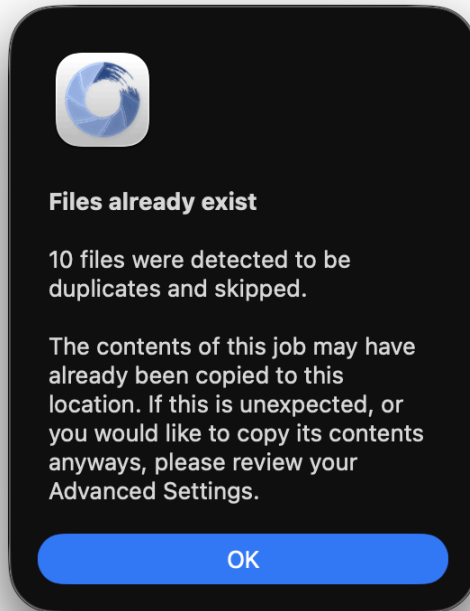 Files already exist
10 files were detected to be
duplicates and skipped.
The contents of this job may have
already been copied to this
location. If this is unexpected, or
you would like to copy its contents
anyways, please review your
Advanced Settings.
OK